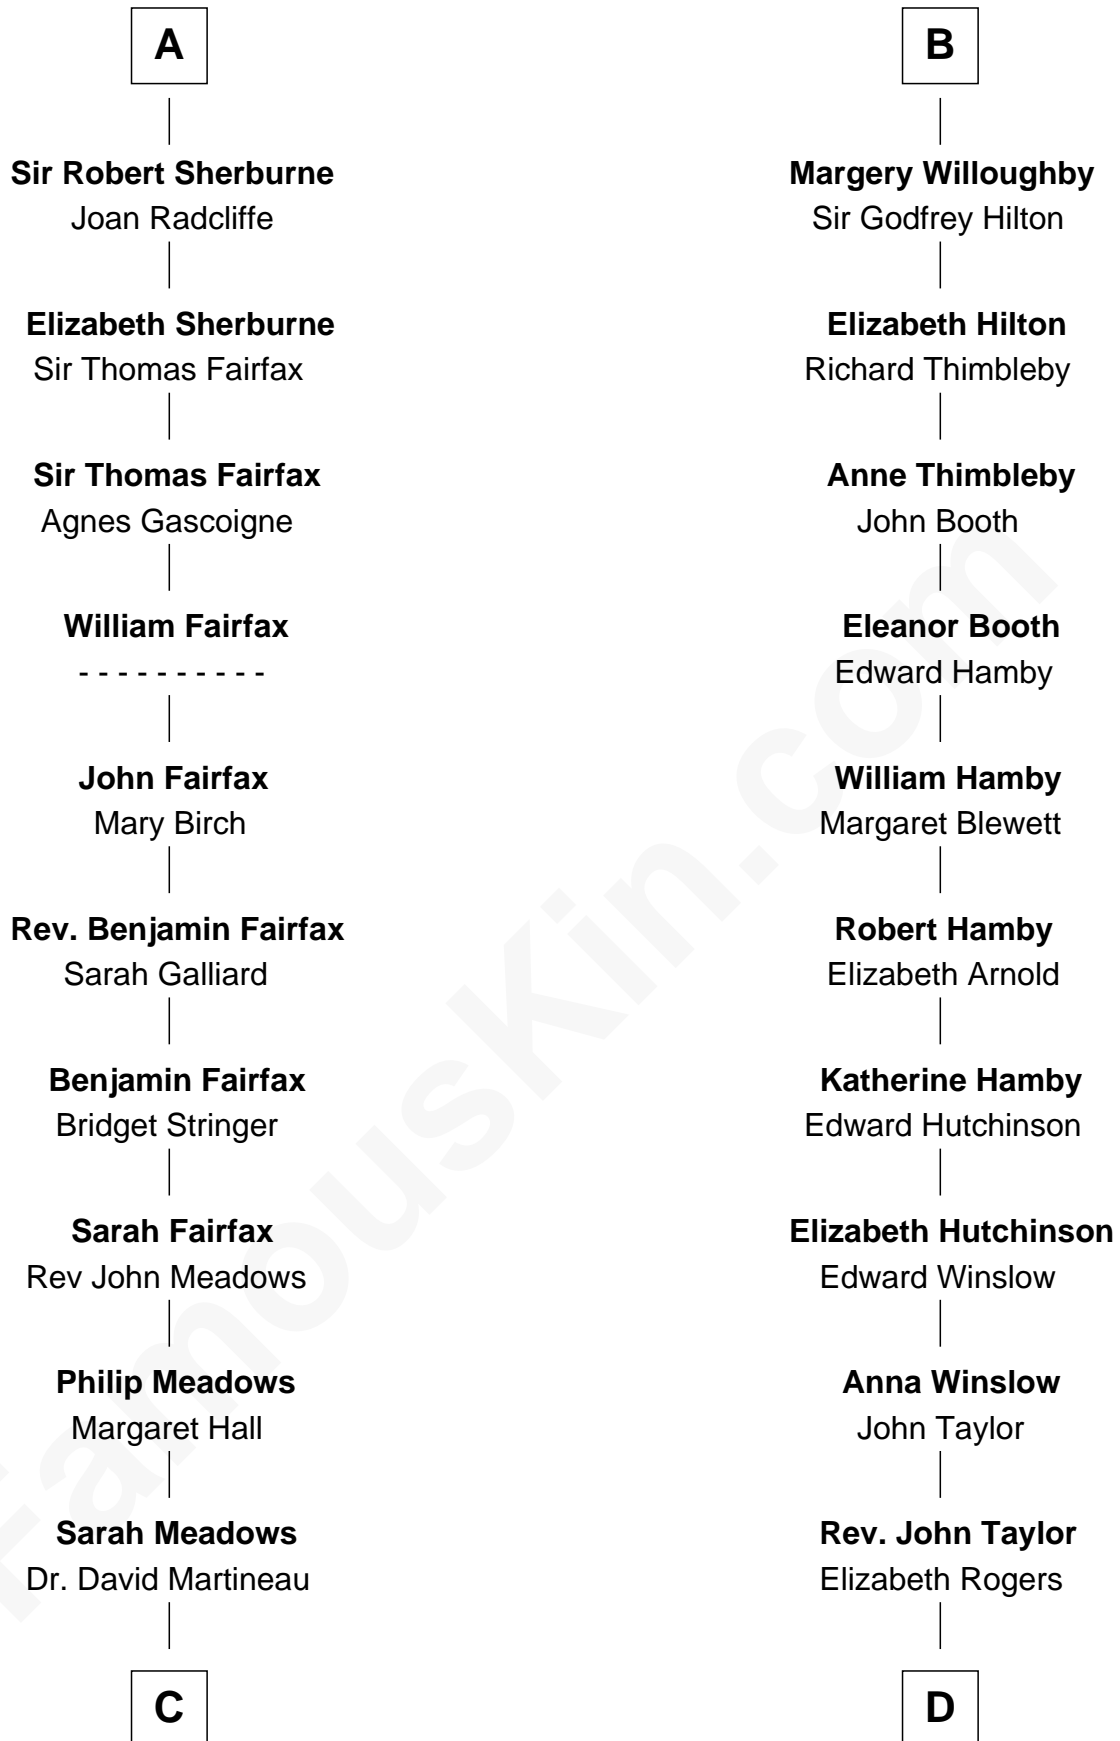 A
Sir Robert Sherburne
Joan Radcliffe
Elizabeth Sherburne
Sir Thomas Fairfax
Sir Thomas Fairfax
Agnes Gascoigne
William Fairfax
- - - - - - - - - -
John Fairfax
Mary Birch
Rev. Benjamin Fairfax
Sarah Galliard
Benjamin Fairfax
Bridget Stringer
Sarah Fairfax
Rev John Meadows
Philip Meadows
Margaret Hall
Sarah Meadows
Dr. David Martineau
C
B
Margery Willoughby
Sir Godfrey Hilton
Elizabeth Hilton
Richard Thimbleby
Anne Thimbleby
John Booth
Eleanor Booth
Edward Hamby
William Hamby
Margaret Blewett
Robert Hamby
Elizabeth Arnold
Katherine Hamby
Edward Hutchinson
Elizabeth Hutchinson
Edward Winslow
Anna Winslow
John Taylor
Rev. John Taylor
Elizabeth Rogers
D
FamousKin.com